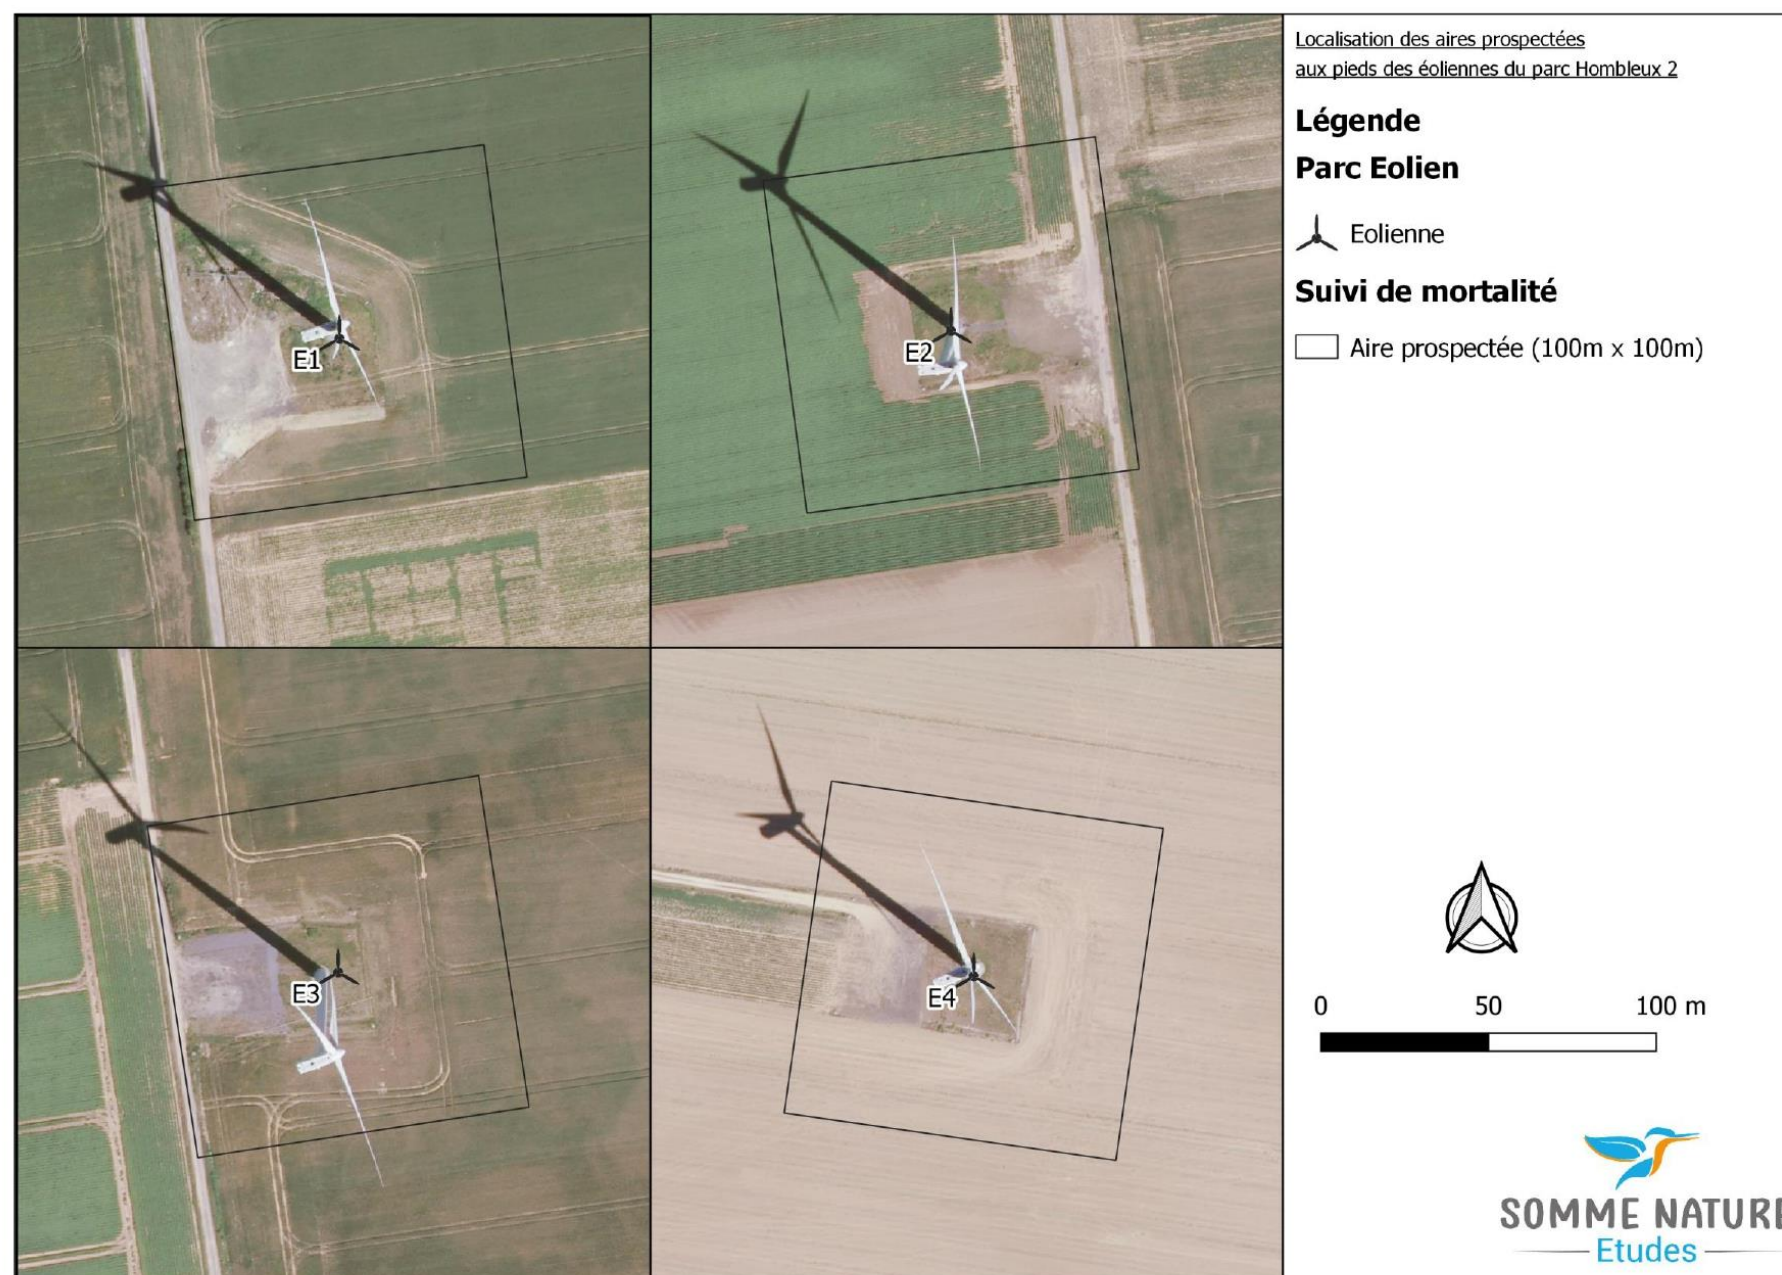 Localisation des aires prospectées
aux pieds des éoliennes du parc Hombleux 2
Légende
Parc Eolien
Eolienne
Suivi de mortalité
Aire prospectée (100m x 100m)
E1
E2
E3
E4
0 50 100 m
SOMME NATURE
Etudes